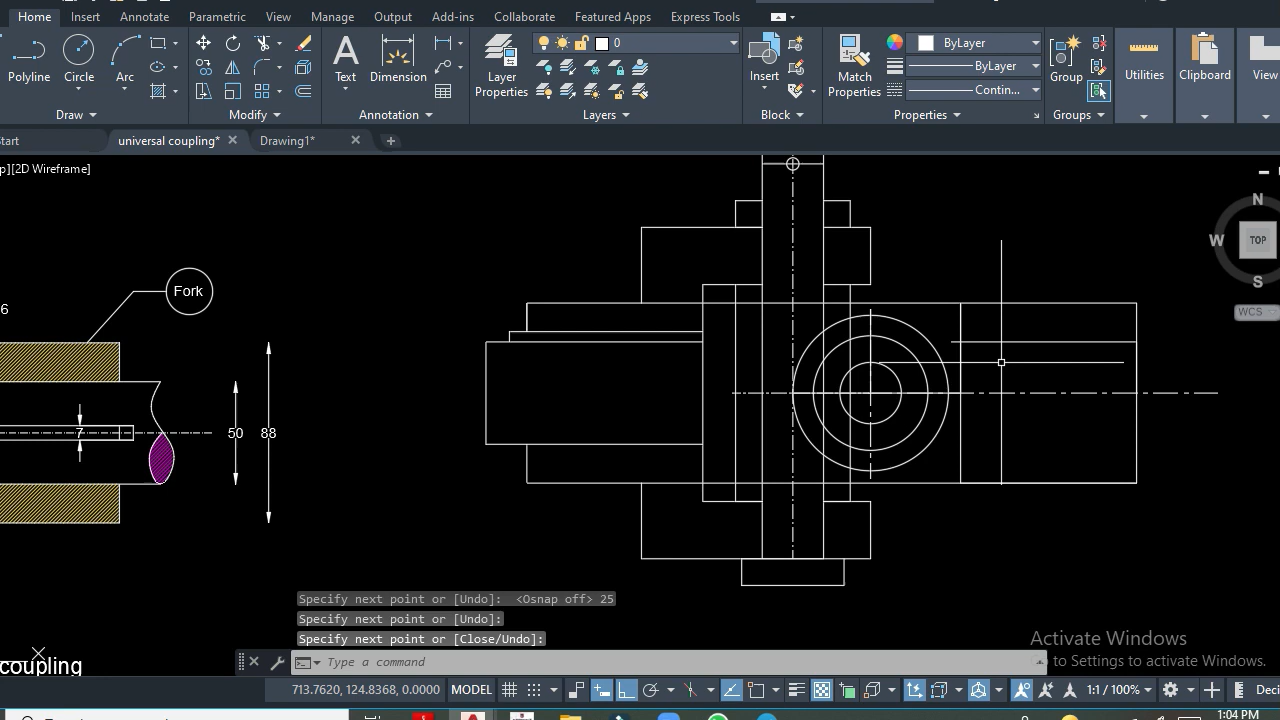 Home Insert Annotate Parametric View Manage Output Add-ins Collaborate Featured Apps Express Tools
0 ByLayer
ByLayer
Contin...
Polyline Circle Arc Text Dimension Layer Properties Insert Match Properties Group Utilities Clipboard View
Draw Modify Annotation Layers Block Properties Groups
Start universal coupling* Drawing1*
p][2D Wireframe]
N
W TOP
S
WCS
Fork
6
7 50 88
coupling
Specify next point or [Undo]: <Osnap off> 25
Specify next point or [Undo]:
Specify next point or [Close/Undo]:
Type a command
Activate Windows
to Settings to activate Windows.
713.7620, 124.8368, 0.0000 MODEL 1:1 / 100% Deci
1:04 PM